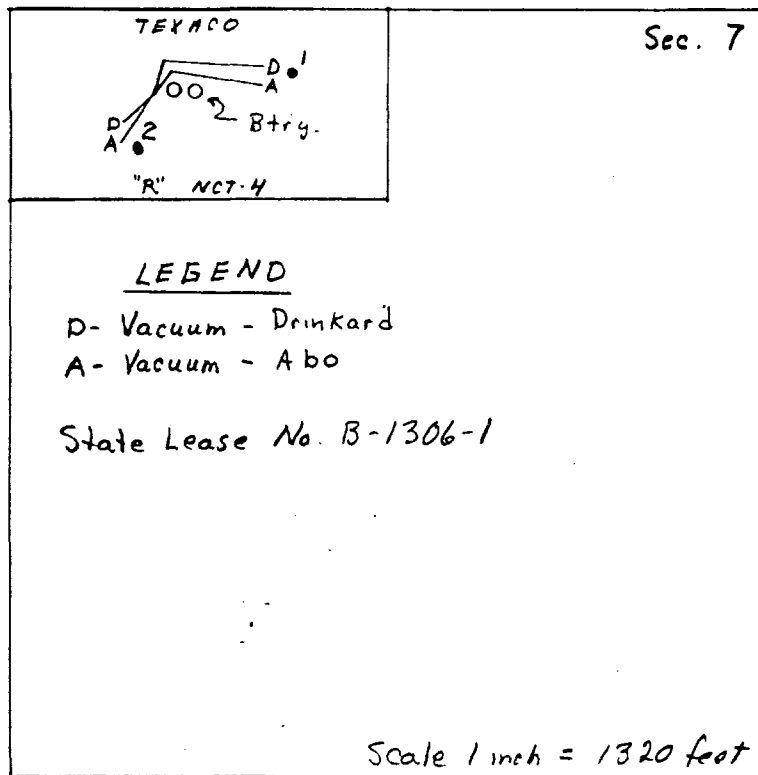 TEXACO
Sec. 7
D 1
A
Btry.
D
A 2
"R" NCT-4
LEGEND
D- Vacuum - Drinkard
A- Vacuum - Abo
State Lease No. B-1306-1
Scale 1 inch = 1320 feet